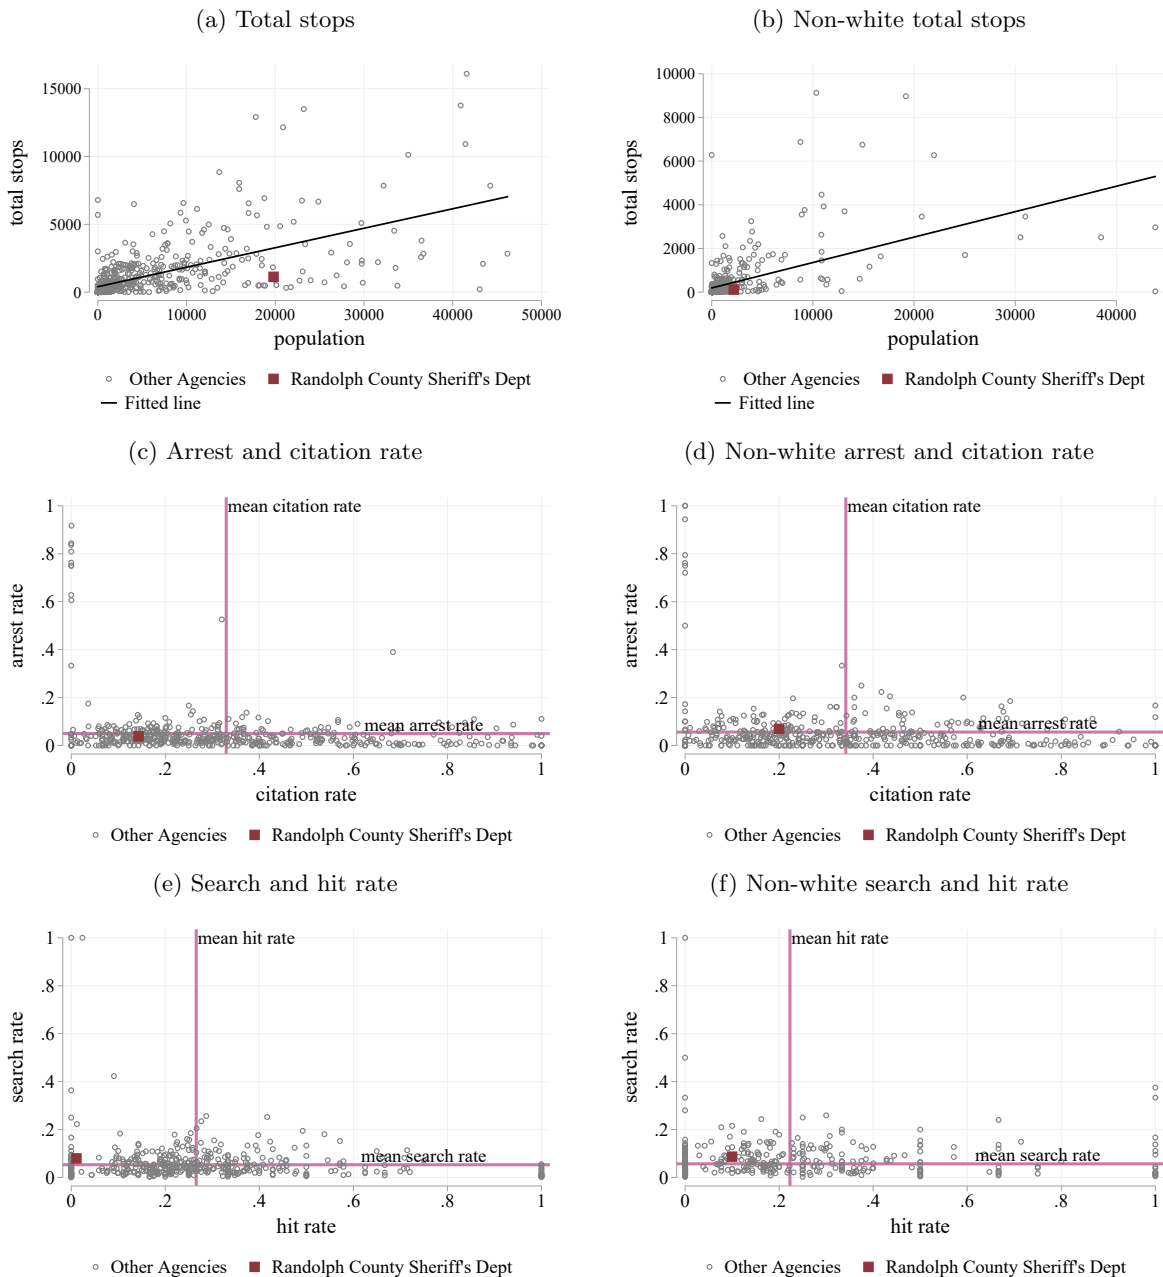 (a) Total stops
(b) Non-white total stops
total stops
15000
10000
5000
0
0 10000 20000 30000 40000 50000
population
total stops
10000
8000
6000
4000
2000
0
0 10000 20000 30000 40000
population
Other Agencies Randolph County Sheriff's Dept
Fitted line
Other Agencies Randolph County Sheriff's Dept
Fitted line
(c) Arrest and citation rate
(d) Non-white arrest and citation rate
arrest rate
1
.8
.6
.4
.2
0
mean citation rate
mean arrest rate
0 .2 .4 .6 .8 1
citation rate
arrest rate
1
.8
.6
.4
.2
0
mean citation rate
mean arrest rate
0 .2 .4 .6 .8 1
citation rate
Other Agencies Randolph County Sheriff's Dept
Other Agencies Randolph County Sheriff's Dept
(e) Search and hit rate
(f) Non-white search and hit rate
search rate
1
.8
.6
.4
.2
0
mean hit rate
mean search rate
0 .2 .4 .6 .8 1
hit rate
search rate
1
.8
.6
.4
.2
0
mean hit rate
mean search rate
0 .2 .4 .6 .8 1
hit rate
Other Agencies Randolph County Sheriff's Dept
Other Agencies Randolph County Sheriff's Dept